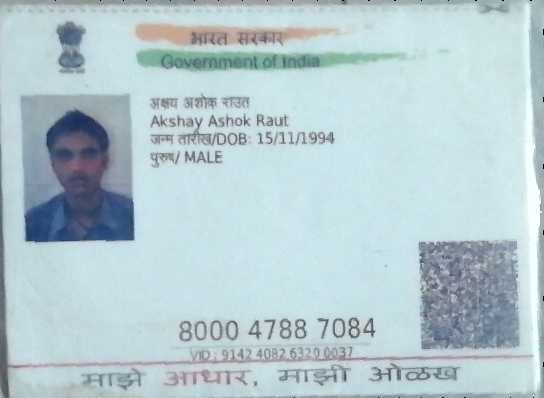 भारत सरकार
Government of India
अक्षय अशोक राउत
Akshay Ashok Raut
जन्म तारीख/DOB: 15/11/1994
पुरुष/ MALE
8000 4788 7084
VID: 9142 4082 6320 0037
माझे आधार, माझी ओळख